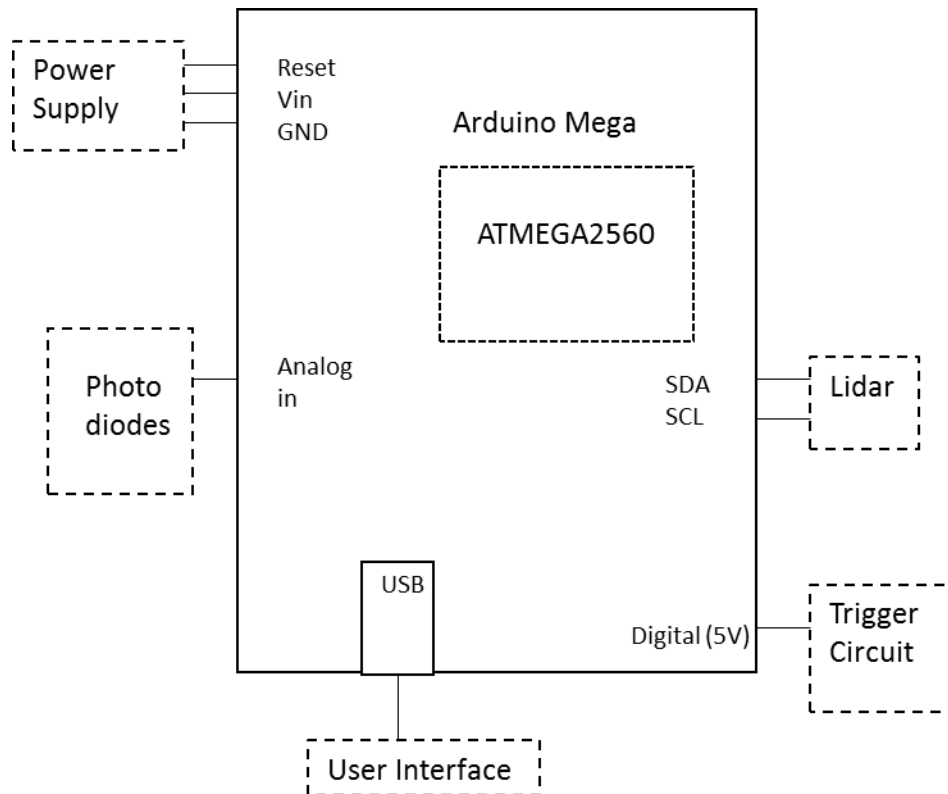 Power
Supply
Reset
Vin
GND
Arduino Mega
ATMEGA2560
Photo
diodes
Analog
in
SDA
SCL
Lidar
USB
Digital (5V)
Trigger
Circuit
User Interface